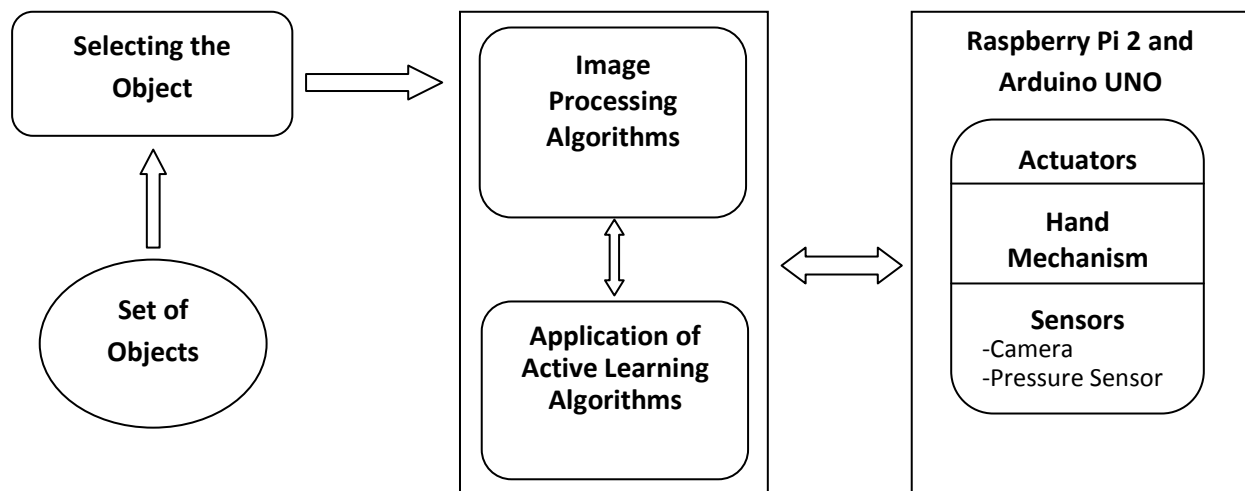 Selecting the
Object
Set of
Objects
Image
Processing
Algorithms
Application of
Active Learning
Algorithms
Raspberry Pi 2 and
Arduino UNO
Actuators
Hand
Mechanism
Sensors
-Camera
-Pressure Sensor